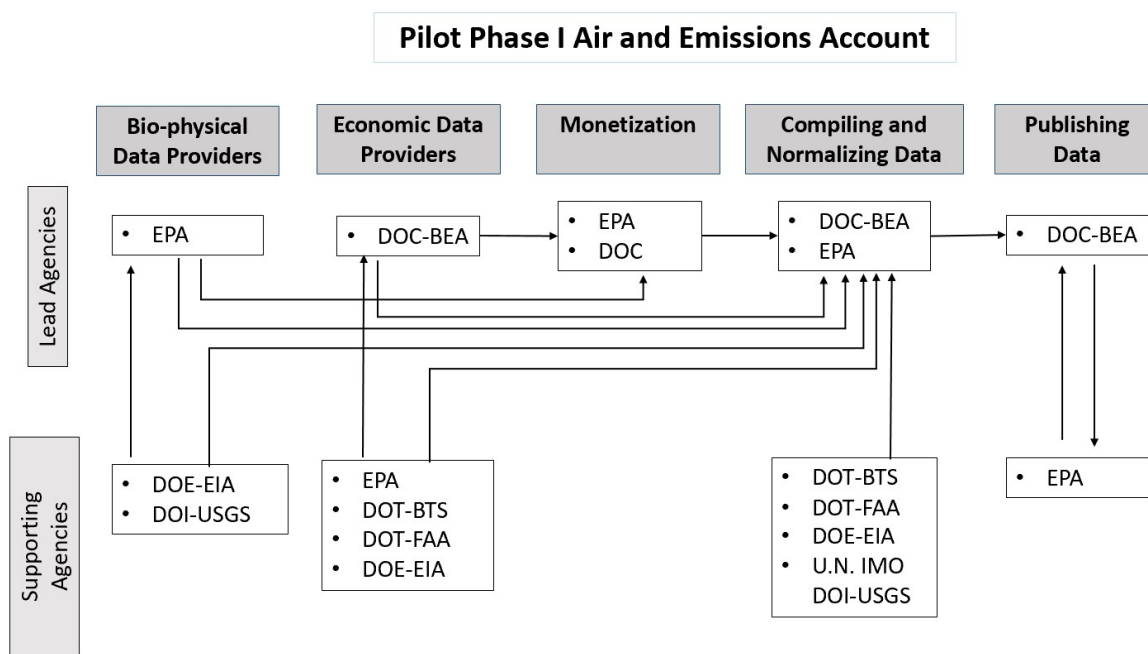 Pilot Phase I Air and Emissions Account
Bio-physical
Data Providers
Economic Data
Providers
Monetization
Compiling and
Normalizing Data
Publishing
Data
Lead Agencies
• EPA
• DOC-BEA
• EPA
• DOC
• DOC-BEA
• EPA
• DOC-BEA
Supporting
Agencies
• DOE-EIA
• DOI-USGS
• EPA
• DOT-BTS
• DOT-FAA
• DOE-EIA
• DOT-BTS
• DOT-FAA
• DOE-EIA
• U.N. IMO
DOI-USGS
• EPA